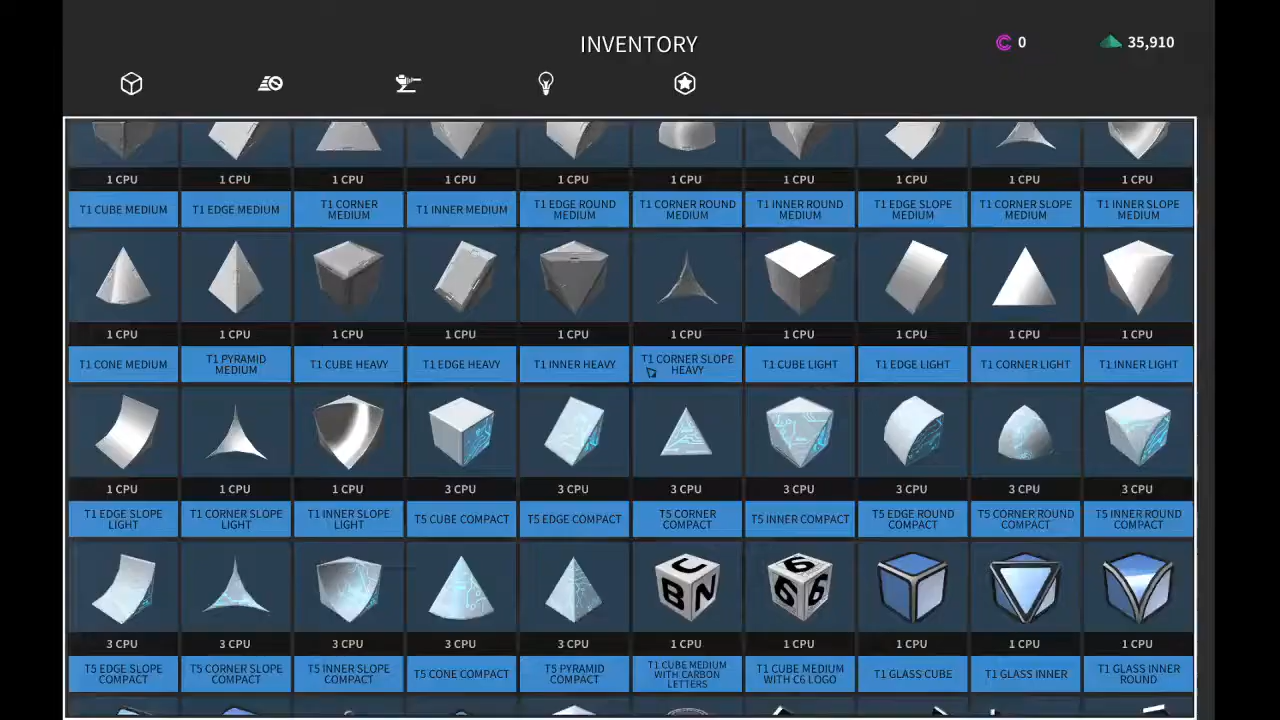 INVENTORY
0
35,910
1 CPU 1 CPU 1 CPU 1 CPU 1 CPU 1 CPU 1 CPU 1 CPU 1 CPU 1 CPU
T1 CUBE MEDIUM
T1 EDGE MEDIUM
T1 CORNER
MEDIUM
T1 INNER MEDIUM
T1 EDGE ROUND
MEDIUM
T1 CORNER ROUND
MEDIUM
T1 INNER ROUND
MEDIUM
T1 EDGE SLOPE
MEDIUM
T1 CORNER SLOPE
MEDIUM
T1 INNER SLOPE
MEDIUM
1 CPU 1 CPU 1 CPU 1 CPU 1 CPU 1 CPU 1 CPU 1 CPU 1 CPU 1 CPU
T1 CONE MEDIUM
T1 PYRAMID
MEDIUM
T1 CUBE HEAVY
T1 EDGE HEAVY
T1 INNER HEAVY
T1 CORNER SLOPE
HEAVY
T1 CUBE LIGHT
T1 EDGE LIGHT
T1 CORNER LIGHT
T1 INNER LIGHT
1 CPU 1 CPU 1 CPU 3 CPU 3 CPU 3 CPU 3 CPU 3 CPU 3 CPU 3 CPU
T1 EDGE SLOPE
LIGHT
T1 CORNER SLOPE
LIGHT
T1 INNER SLOPE
LIGHT
T5 CUBE COMPACT
T5 EDGE COMPACT
T5 CORNER
COMPACT
T5 INNER COMPACT
T5 EDGE ROUND
COMPACT
T5 CORNER ROUND
COMPACT
T5 INNER ROUND
COMPACT
C
B N
6
6 6
3 CPU 3 CPU 3 CPU 3 CPU 3 CPU 1 CPU 1 CPU 1 CPU 1 CPU 1 CPU
T5 EDGE SLOPE
COMPACT
T5 CORNER SLOPE
COMPACT
T5 INNER SLOPE
COMPACT
T5 CONE COMPACT
T5 PYRAMID
COMPACT
T1 CUBE MEDIUM
WITH CARBON
LETTERS
T1 CUBE MEDIUM
WITH C6 LOGO
T1 GLASS CUBE
T1 GLASS INNER
T1 GLASS INNER
ROUND